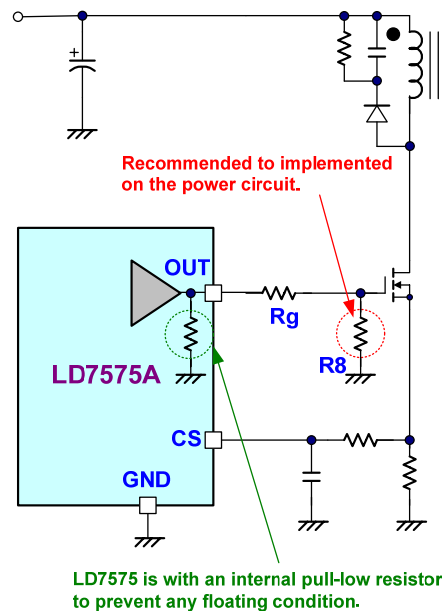 +
Recommended to implemented
on the power circuit.
OUT
Rg
R8
LD7575A
CS
GND
LD7575 is with an internal pull-low resistor
to prevent any floating condition.